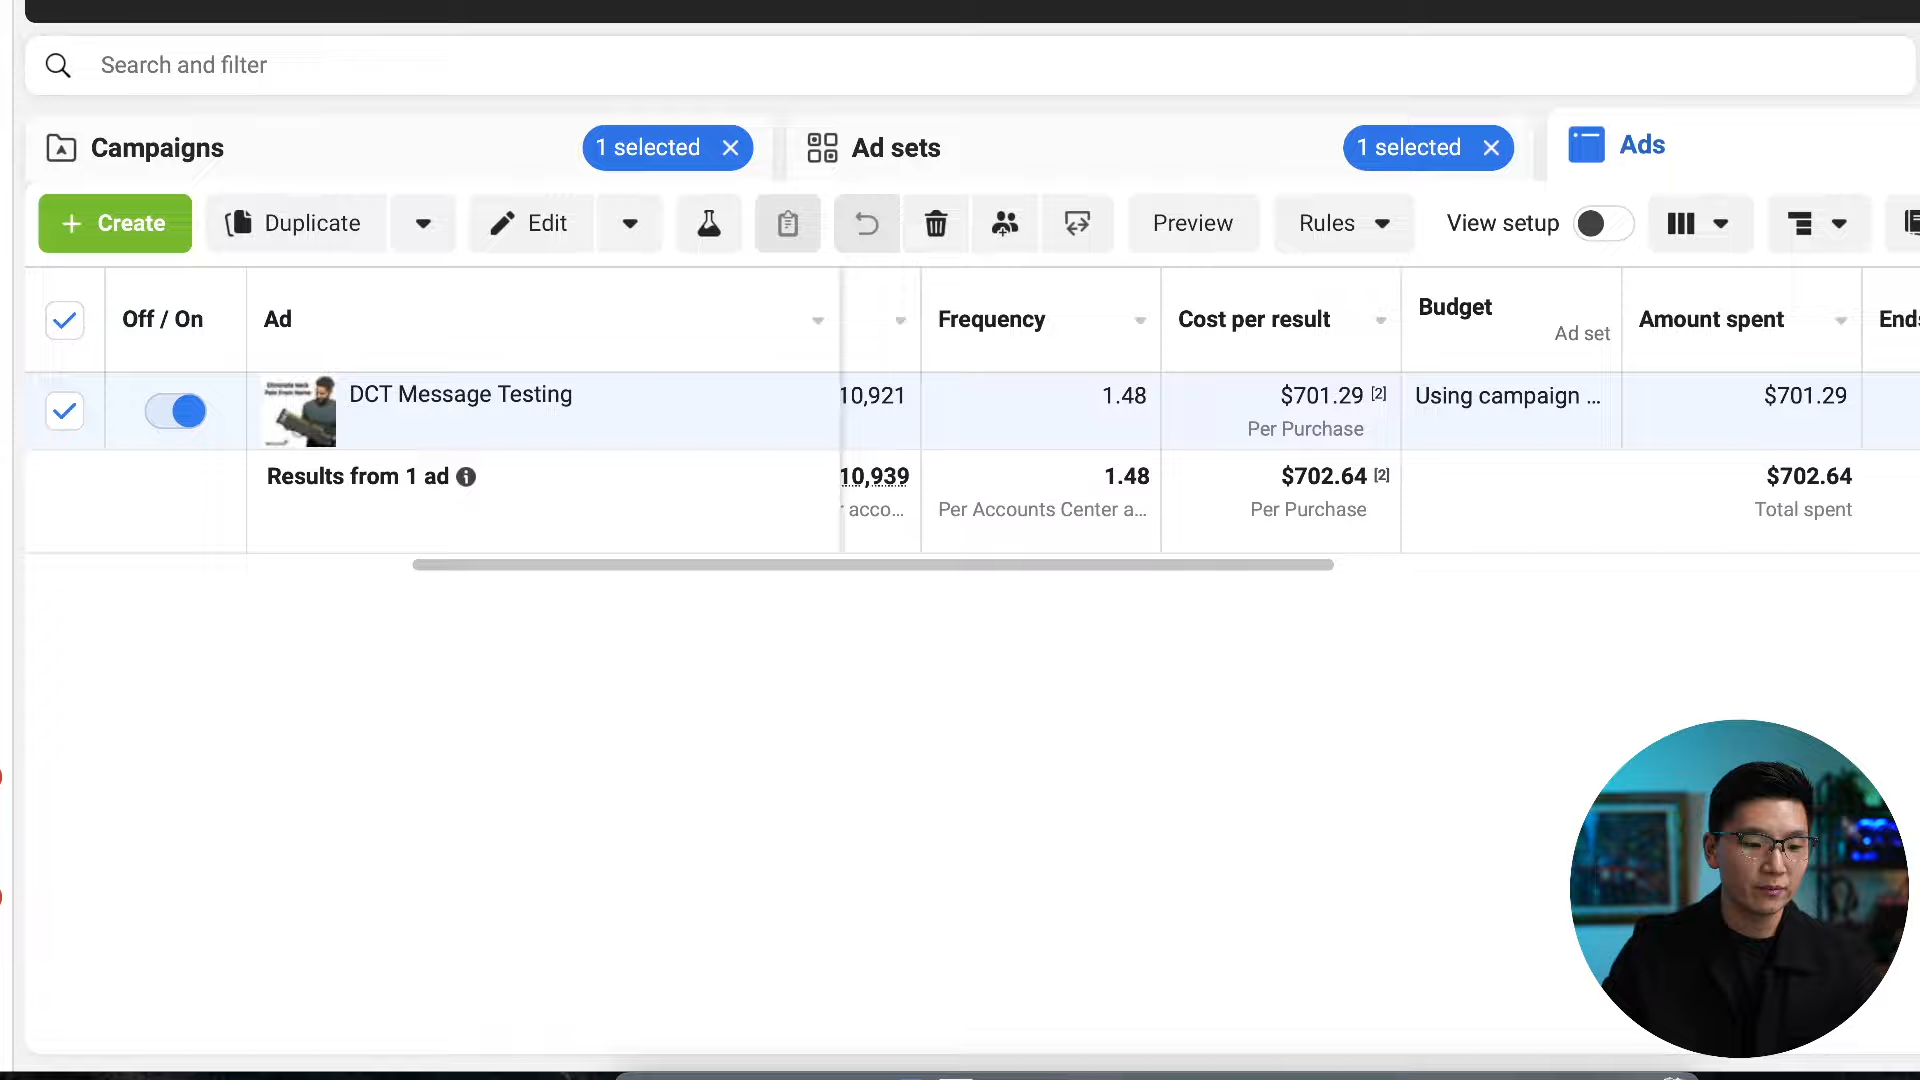 Search and filter
Campaigns
1 selected
Ad sets
1 selected
Ads
+ Create
Duplicate
Edit
Preview
Rules
View setup
Off / On
Ad
Frequency
Cost per result
Budget
Ad set
Amount spent
Ends
DCT Message Testing
10,921
1.48
$701.29 [2]
Per Purchase
Using campaign ...
$701.29
Results from 1 ad
10,939
acco...
1.48
Per Accounts Center a...
$702.64 [2]
Per Purchase
$702.64
Total spent